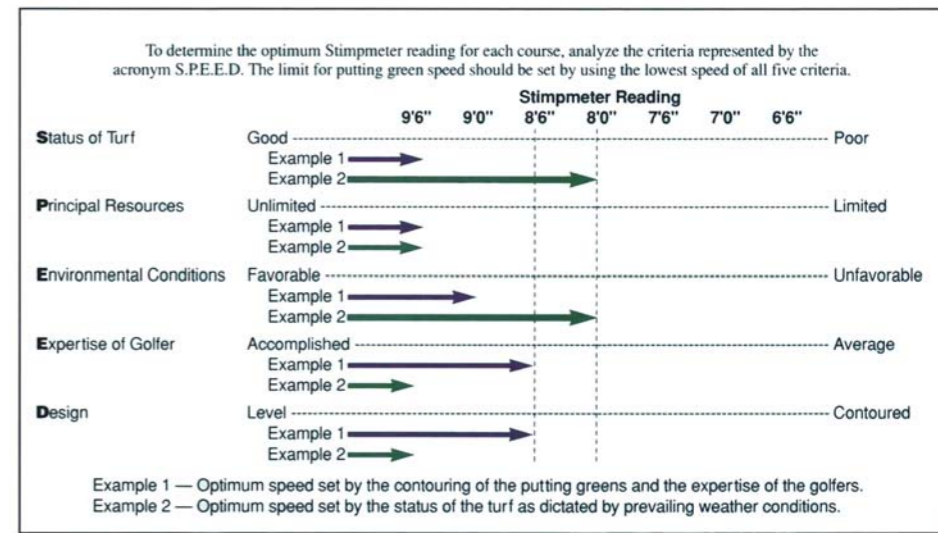 To determine the optimum Stimpmeter reading for each course, analyze the criteria represented by the
acronym S.P.E.E.D. The limit for putting green speed should be set by using the lowest speed of all five criteria.
Stimpmeter Reading
9'6" 9'0" 8'6" 8'0" 7'6" 7'0" 6'6"
Status of Turf Good Poor
Example 1
Example 2
Principal Resources Unlimited Limited
Example 1
Example 2
Environmental Conditions Favorable Unfavorable
Example 1
Example 2
Expertise of Golfer Accomplished Average
Example 1
Example 2
Design Level Contoured
Example 1
Example 2
Example 1 — Optimum speed set by the contouring of the putting greens and the expertise of the golfers.
Example 2 — Optimum speed set by the status of the turf as dictated by prevailing weather conditions.